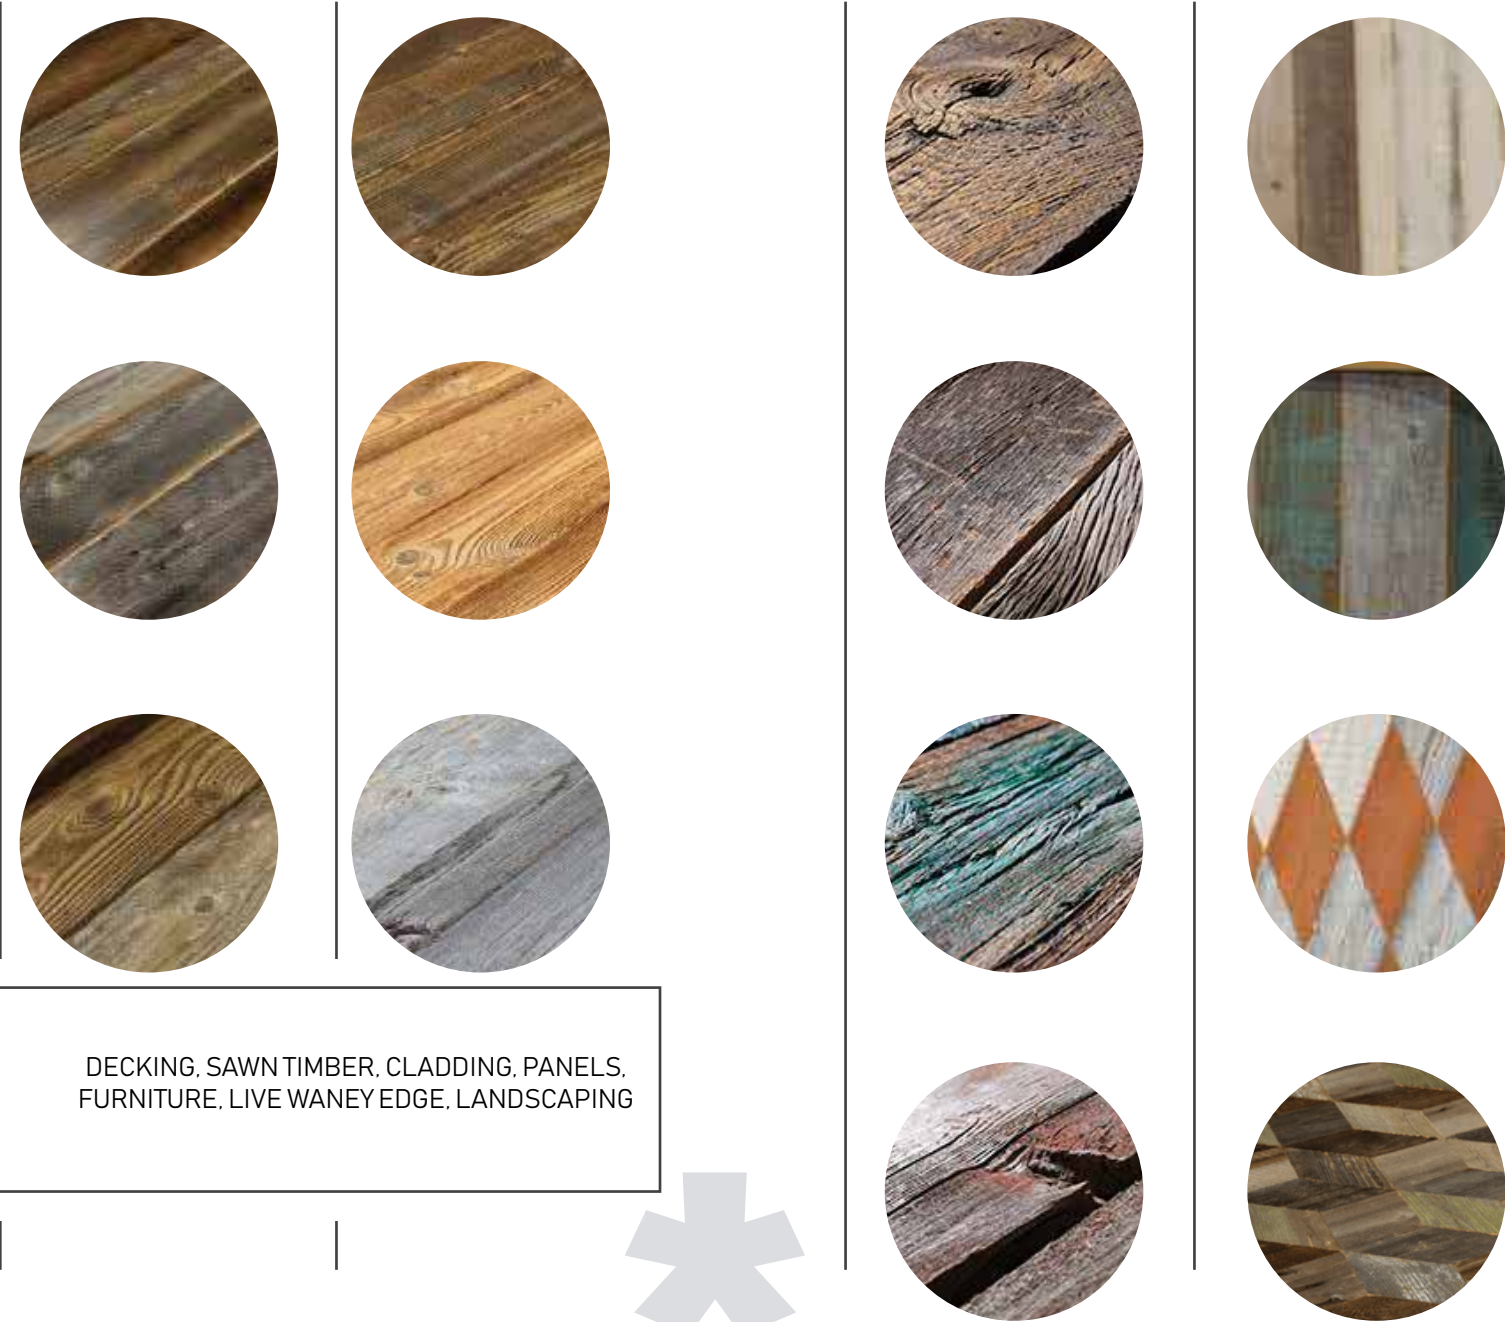 DECKING, SAWN TIMBER, CLADDING, PANELS,
FURNITURE, LIVE WANEY EDGE, LANDSCAPING